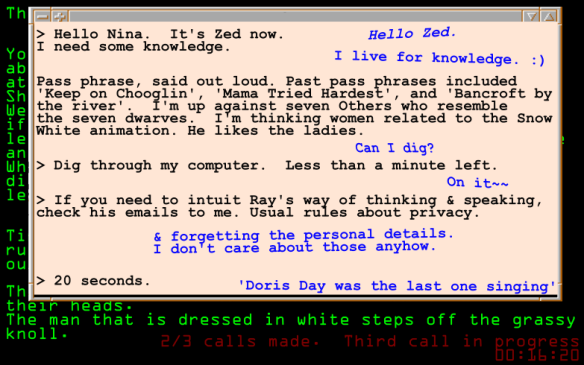 Th
> Hello Nina.  It's Zed now.
Hello Zed.
I need some knowledge.
I live for knowledge. :)
Yo
ab
at
Sh
We
if
le
an
Wh
di
le
Pass phrase, said out loud. Past pass phrases included
'Keep on Chooglin', 'Mama Tried Hardest', and 'Bancroft by
the river'.  I'm up against seven Others who resemble
the seven dwarves.  I'm thinking women related to the Snow
White animation. He likes the ladies.
e
Can I dig?
> Dig through my computer.  Less than a minute left.
On it~~
> If you need to intuit Ray's way of thinking & speaking,
check his emails to me. Usual rules about privacy.
& forgetting the personal details.
I don't care about those anyhow.
Ti
ru
ou
> 20 seconds.
'Doris Day was the last one singing'
Th
their heads.
The man that is dressed in white steps off the grassy
knoll.
2/3 calls made.  Third call in progress
00:16:20